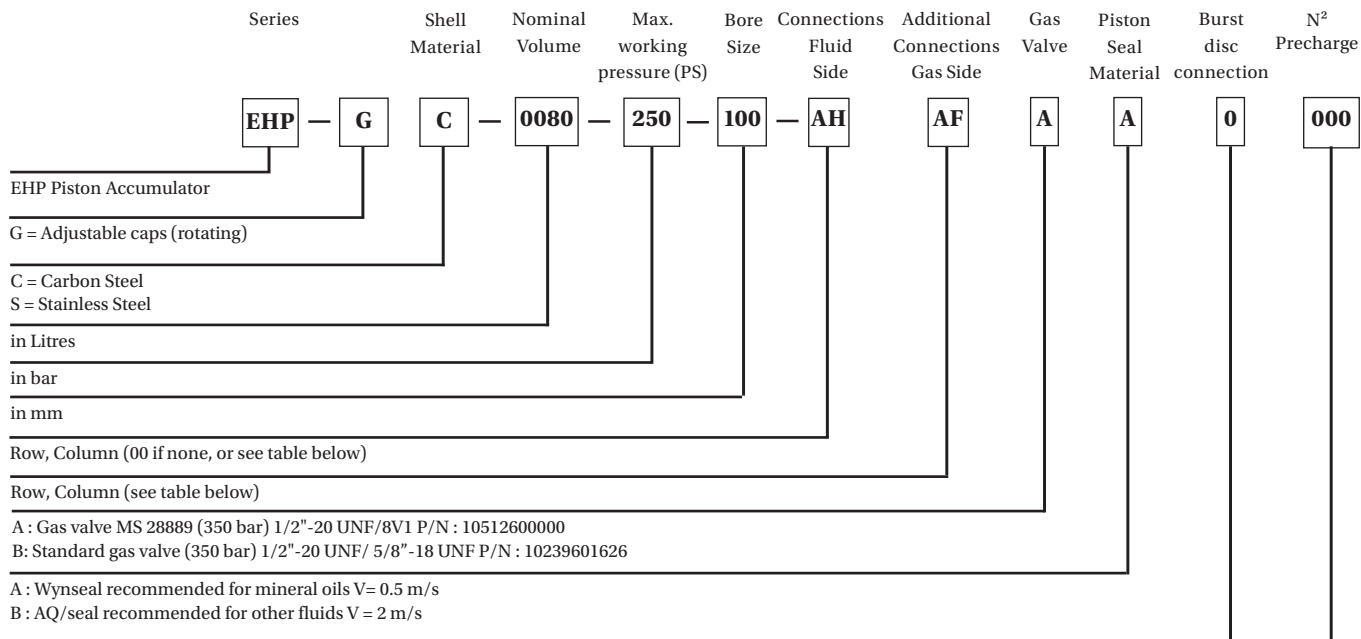 Series Shell Nominal Max. Bore Connections Additional Gas Piston Burst N²
Material Volume working Size Fluid Connections Valve Seal disc Precharge
pressure (PS) Side Gas Side Material connection
EHP — G C — 0080 — 250 — 100 — AH AF A A 0 000
EHP Piston Accumulator
G = Adjustable caps (rotating)
C = Carbon Steel
S = Stainless Steel
in Litres
in bar
in mm
Row, Column (00 if none, or see table below)
Row, Column (see table below)
A : Gas valve MS 28889 (350 bar) 1/2"-20 UNF/8V1 P/N : 10512600000
B: Standard gas valve (350 bar) 1/2"-20 UNF/ 5/8”-18 UNF P/N : 10239601626
A : Wynseal recommended for mineral oils V= 0.5 m/s
B : AQ/seal recommended for other fluids V = 2 m/s